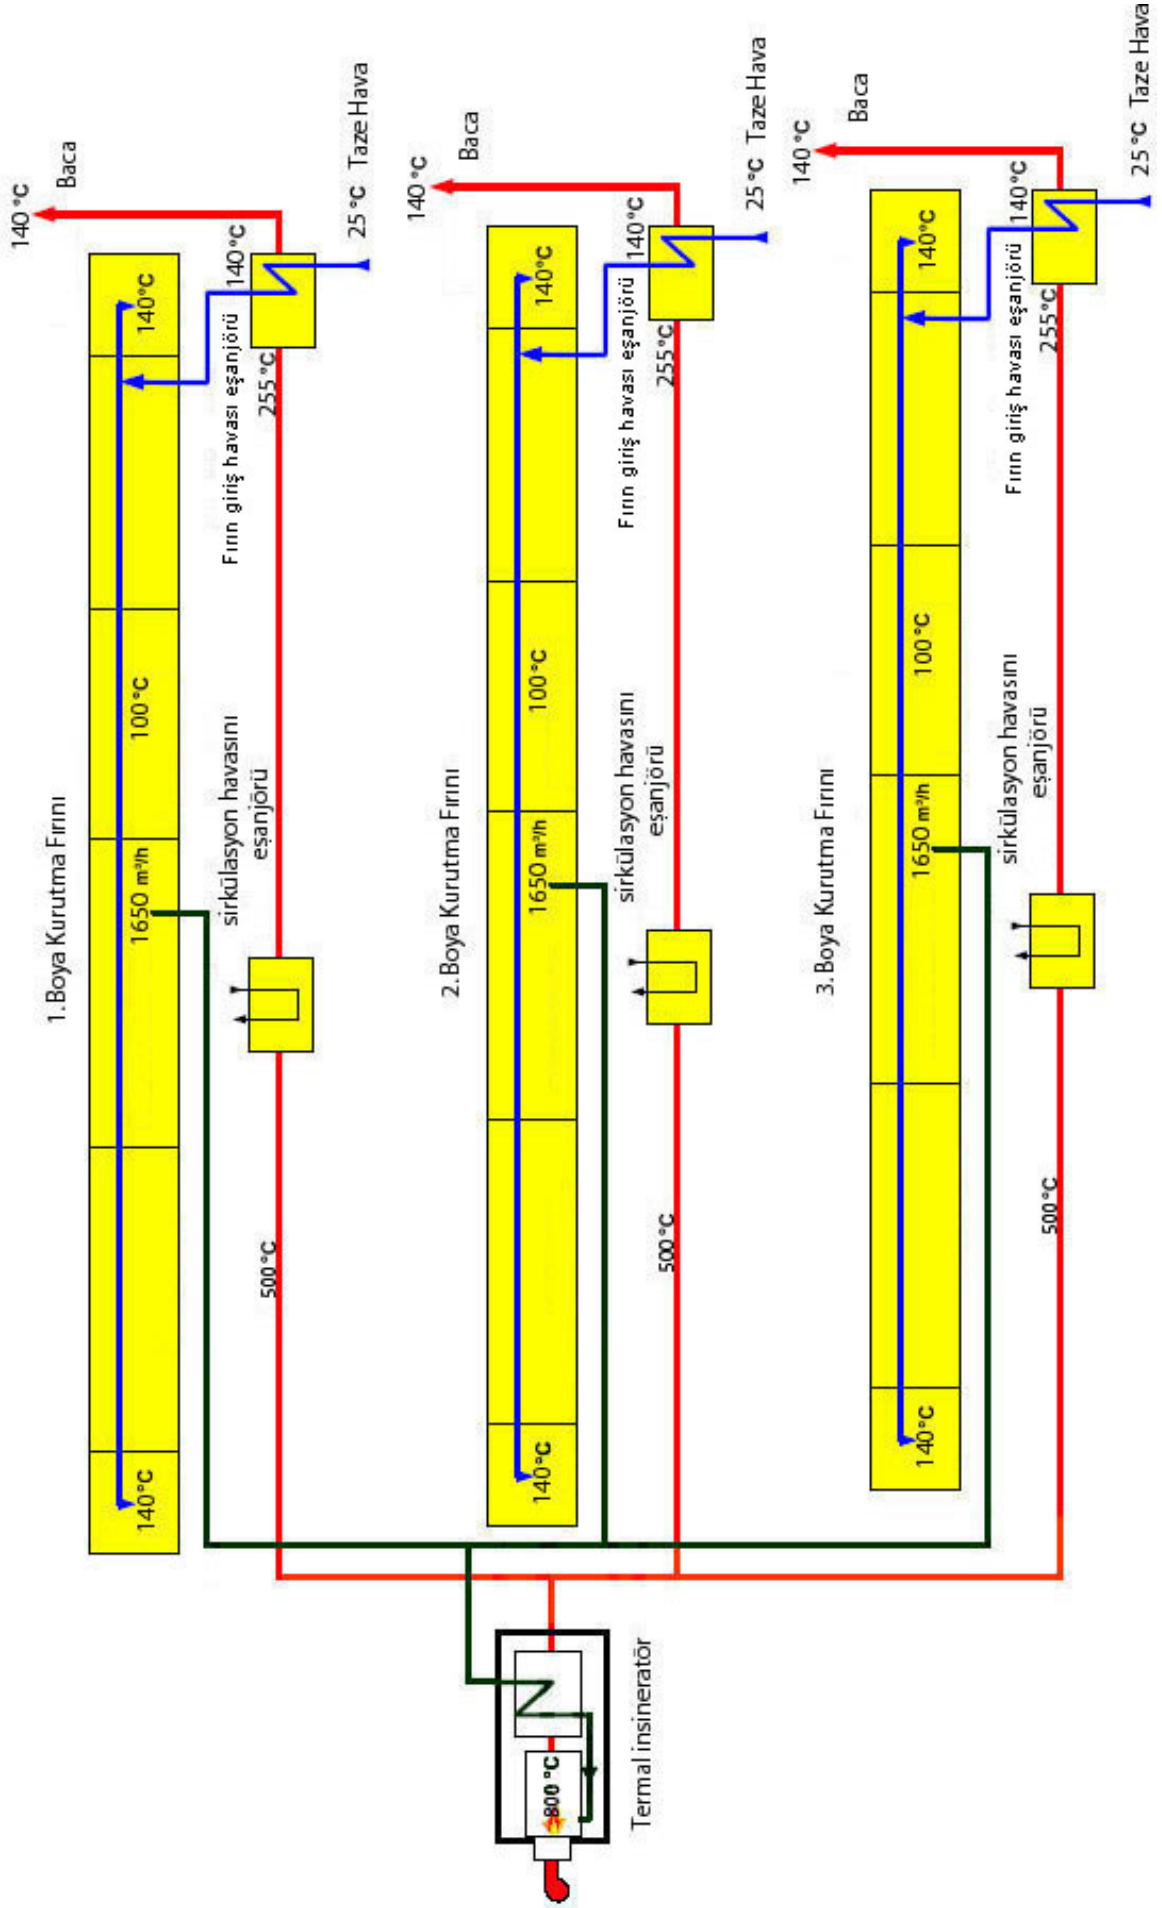 1.Boya Kurutma Fırını
140°C
1650 m³/h
100°C
140°C
140°C
Baca
500°C
sirkülasyon havasını
eşanjörü
255°C
Fırın giriş havası eşanjörü
140°C
25°C Taze Hava
2.Boya Kurutma Fırını
140°C
1650 m³/h
100°C
140°C
140°C
Baca
500°C
sirkülasyon havasını
eşanjörü
255°C
Fırın giriş havası eşanjörü
140°C
25°C Taze Hava
3.Boya Kurutma Fırını
140°C
1650 m³/h
100°C
140°C
140°C
Baca
500°C
sirkülasyon havasını
eşanjörü
255°C
Fırın giriş havası eşanjörü
140°C
25°C Taze Hava
800 °C
Termal insineratör